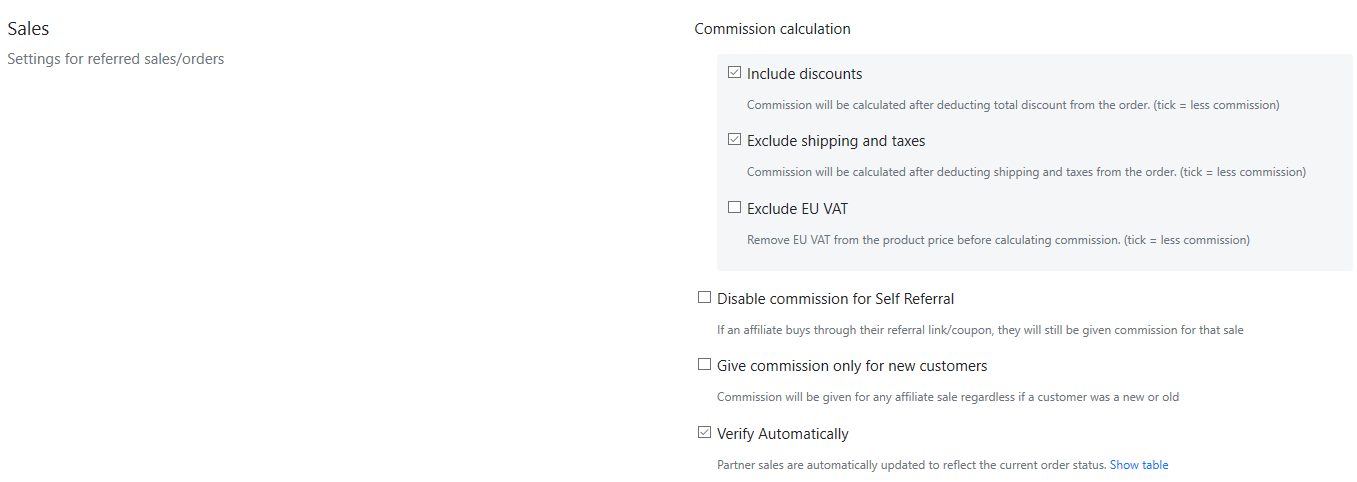 Sales
Settings for referred sales/orders
Commission calculation
Include discounts
Commission will be calculated after deducting total discount from the order. (tick = less commission)
Exclude shipping and taxes
Commission will be calculated after deducting shipping and taxes from the order. (tick = less commission)
Exclude EU VAT
Remove EU VAT from the product price before calculating commission. (tick = less commission)
Disable commission for Self Referral
If an affiliate buys through their referral link/coupon, they will still be given commission for that sale
Give commission only for new customers
Commission will be given for any affiliate sale regardless if a customer was a new or old
Verify Automatically
Partner sales are automatically updated to reflect the current order status. Show table